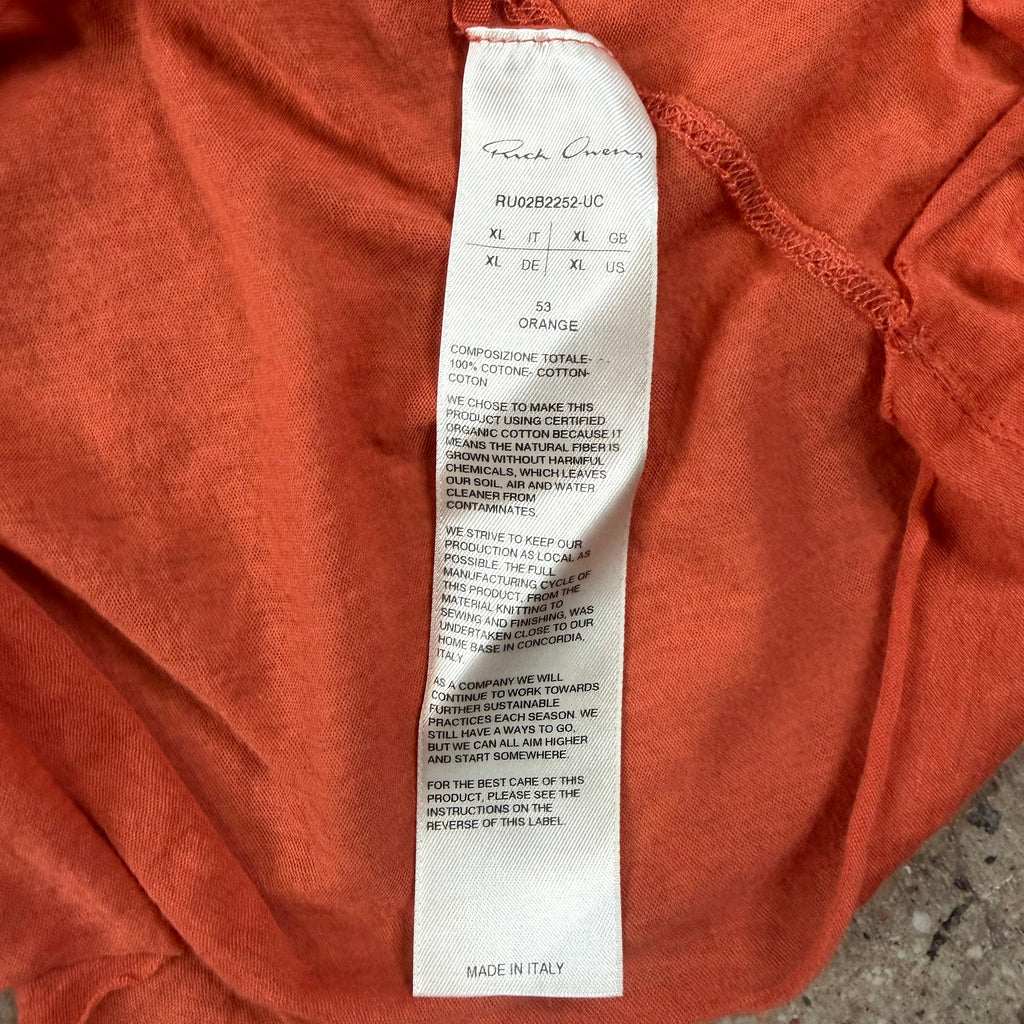 Rick Owens
RU02B2252-UC
XL IT XL GB
XL DE XL US
53
ORANGE
COMPOSIZIONE TOTALE- - -
100% COTONE- COTTON-
COTON
WE CHOSE TO MAKE THIS
PRODUCT USING CERTIFIED
ORGANIC COTTON BECAUSE IT
MEANS THE NATURAL FIBER IS
GROWN WITHOUT HARMFUL
CHEMICALS, WHICH LEAVES
OUR SOIL, AIR AND WATER
CLEANER FROM
CONTAMINATES.
WE STRIVE TO KEEP OUR
PRODUCTION AS LOCAL AS
POSSIBLE. THE FULL
MANUFACTURING CYCLE OF
THIS PRODUCT, FROM THE
MATERIAL KNITTING TO
SEWING AND FINISHING, WAS
UNDERTAKEN CLOSE TO OUR
HOME BASE IN CONCORDIA,
ITALY.
AS A COMPANY WE WILL
CONTINUE TO WORK TOWARDS
FURTHER SUSTAINABLE
PRACTICES EACH SEASON. WE
STILL HAVE A WAYS TO GO,
BUT WE CAN ALL AIM HIGHER
AND START SOMEWHERE.
FOR THE BEST CARE OF THIS
PRODUCT, PLEASE SEE THE
INSTRUCTIONS ON THE
REVERSE OF THIS LABEL.
MADE IN ITALY